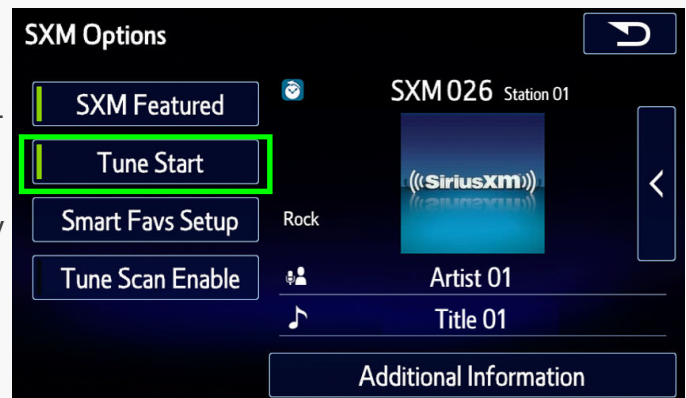 SXM Options
SXM Featured
Tune Start
Smart Favs Setup
Tune Scan Enable
SXM 026 Station 01
((SiriusXM))
Rock
Artist 01
Title 01
Additional Information